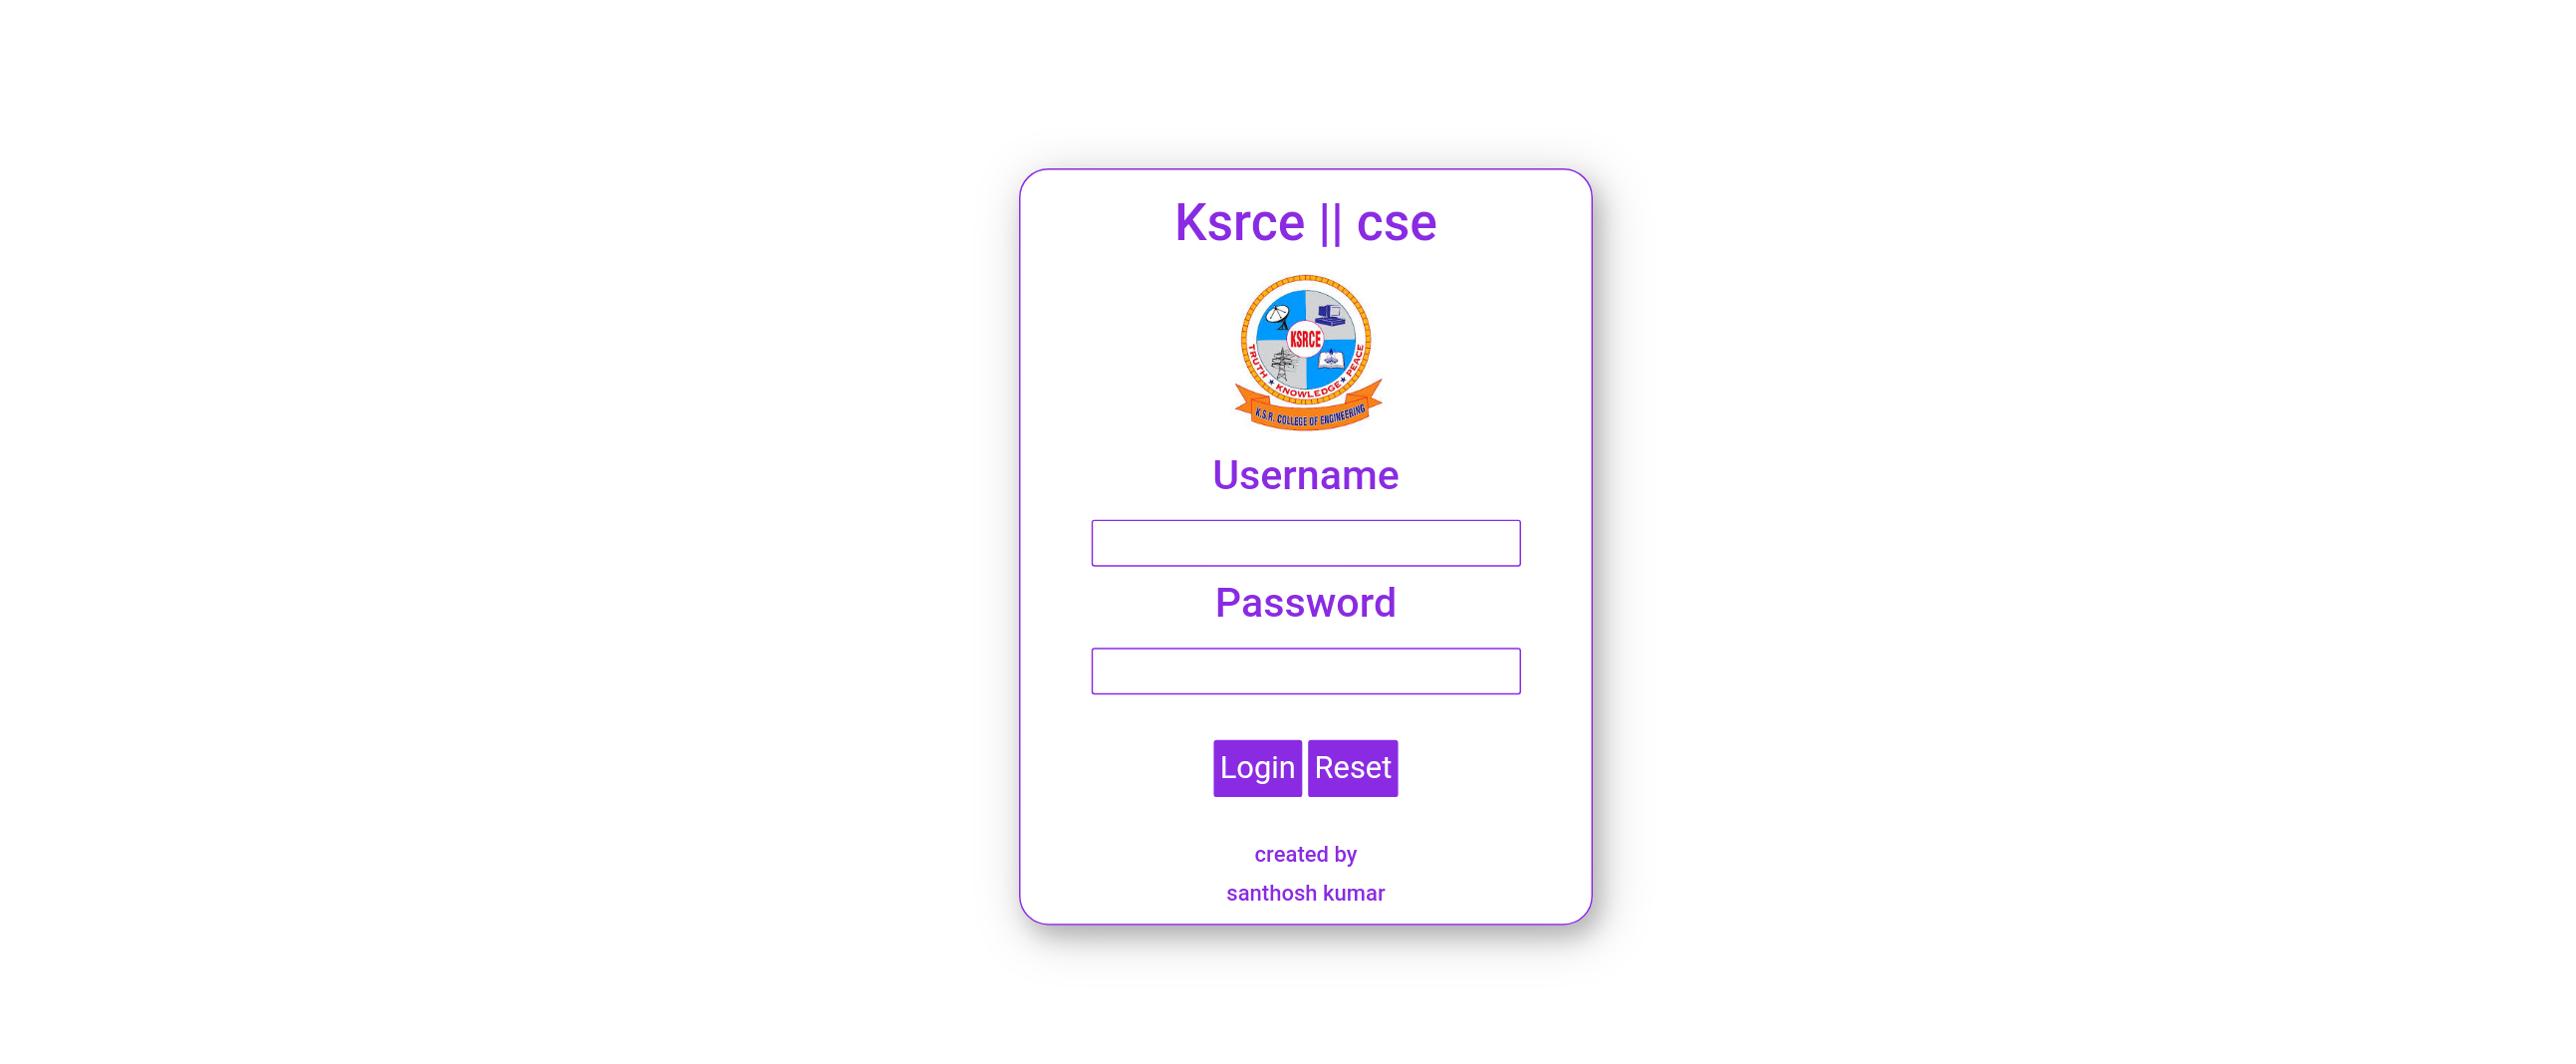 Ksrce || cse
KSRCE
TRUTH ★ KNOWLEDGE ★ PEACE
K.S.R. COLLEGE OF ENGINEERING
Username
Password
Login Reset
created by
santhosh kumar